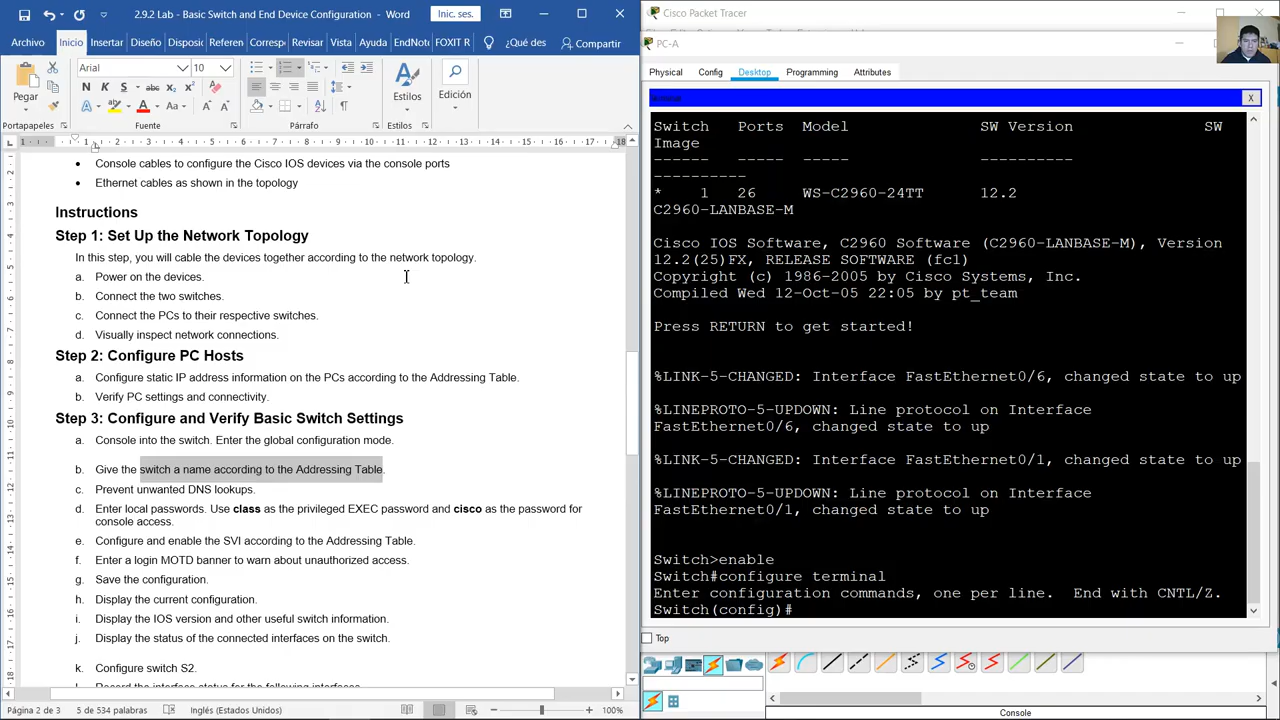 2.9.2 Lab - Basic Switch and End Device Configuration
Archivo Inicio Diseño Disposi Revisar Vista Ayuda EndNote FOXIT R ¿Qué des Compartir
Arial 10
Pegar
Estilos
Edición
Portapapeles Fuente Párrafo Estilos
Console cables to configure the Cisco IOS devices via the console ports
Ethernet cables as shown in the topology
Instructions
Step 1: Set Up the Network Topology
In this step, you will cable the devices together according to the network topology.
a. Power on the devices.
b. Connect the two switches.
c. Connect the PCs to their respective switches.
d. Visually inspect network connections.
Step 2: Configure PC Hosts
a. Configure static IP address information on the PCs according to the Addressing Table.
b. Verify PC settings and connectivity.
Step 3: Configure and Verify Basic Switch Settings
a. Console into the switch. Enter the global configuration mode.
b. Give the switch a name according to the Addressing Table.
c. Prevent unwanted DNS lookups.
d. Enter local passwords. Use class as the privileged EXEC password and cisco as the password for
console access.
e. Configure and enable the SVI according to the Addressing Table.
f. Enter a login MOTD banner to warn about unauthorized access.
g. Save the configuration.
h. Display the current configuration.
i. Display the IOS version and other useful switch information.
j. Display the status of the connected interfaces on the switch.
k. Configure switch S2.
Página 2 de 3 5 de 534 palabras Inglés (Estados Unidos) 100%
Cisco Packet Tracer
PC-A
Physical Config Desktop Programming Attributes
X
Switch Ports Model SW Version SW
Image
------ ----- ----- ----------
----------
* 1 26 WS-C2960-24TT 12.2
C2960-LANBASE-M
Cisco IOS Software, C2960 Software (C2960-LANBASE-M), Version
12.2(25)FX, RELEASE SOFTWARE (fc1)
Copyright (c) 1986-2005 by Cisco Systems, Inc.
Compiled Wed 12-Oct-05 22:05 by pt_team
Press RETURN to get started!
%LINK-5-CHANGED: Interface FastEthernet0/6, changed state to up
%LINEPROTO-5-UPDOWN: Line protocol on Interface
FastEthernet0/6, changed state to up
%LINK-5-CHANGED: Interface FastEthernet0/1, changed state to up
%LINEPROTO-5-UPDOWN: Line protocol on Interface
FastEthernet0/1, changed state to up
Switch>enable
Switch#configure terminal
Enter configuration commands, one per line. End with CNTL/Z.
Switch(config)#
Top
Console